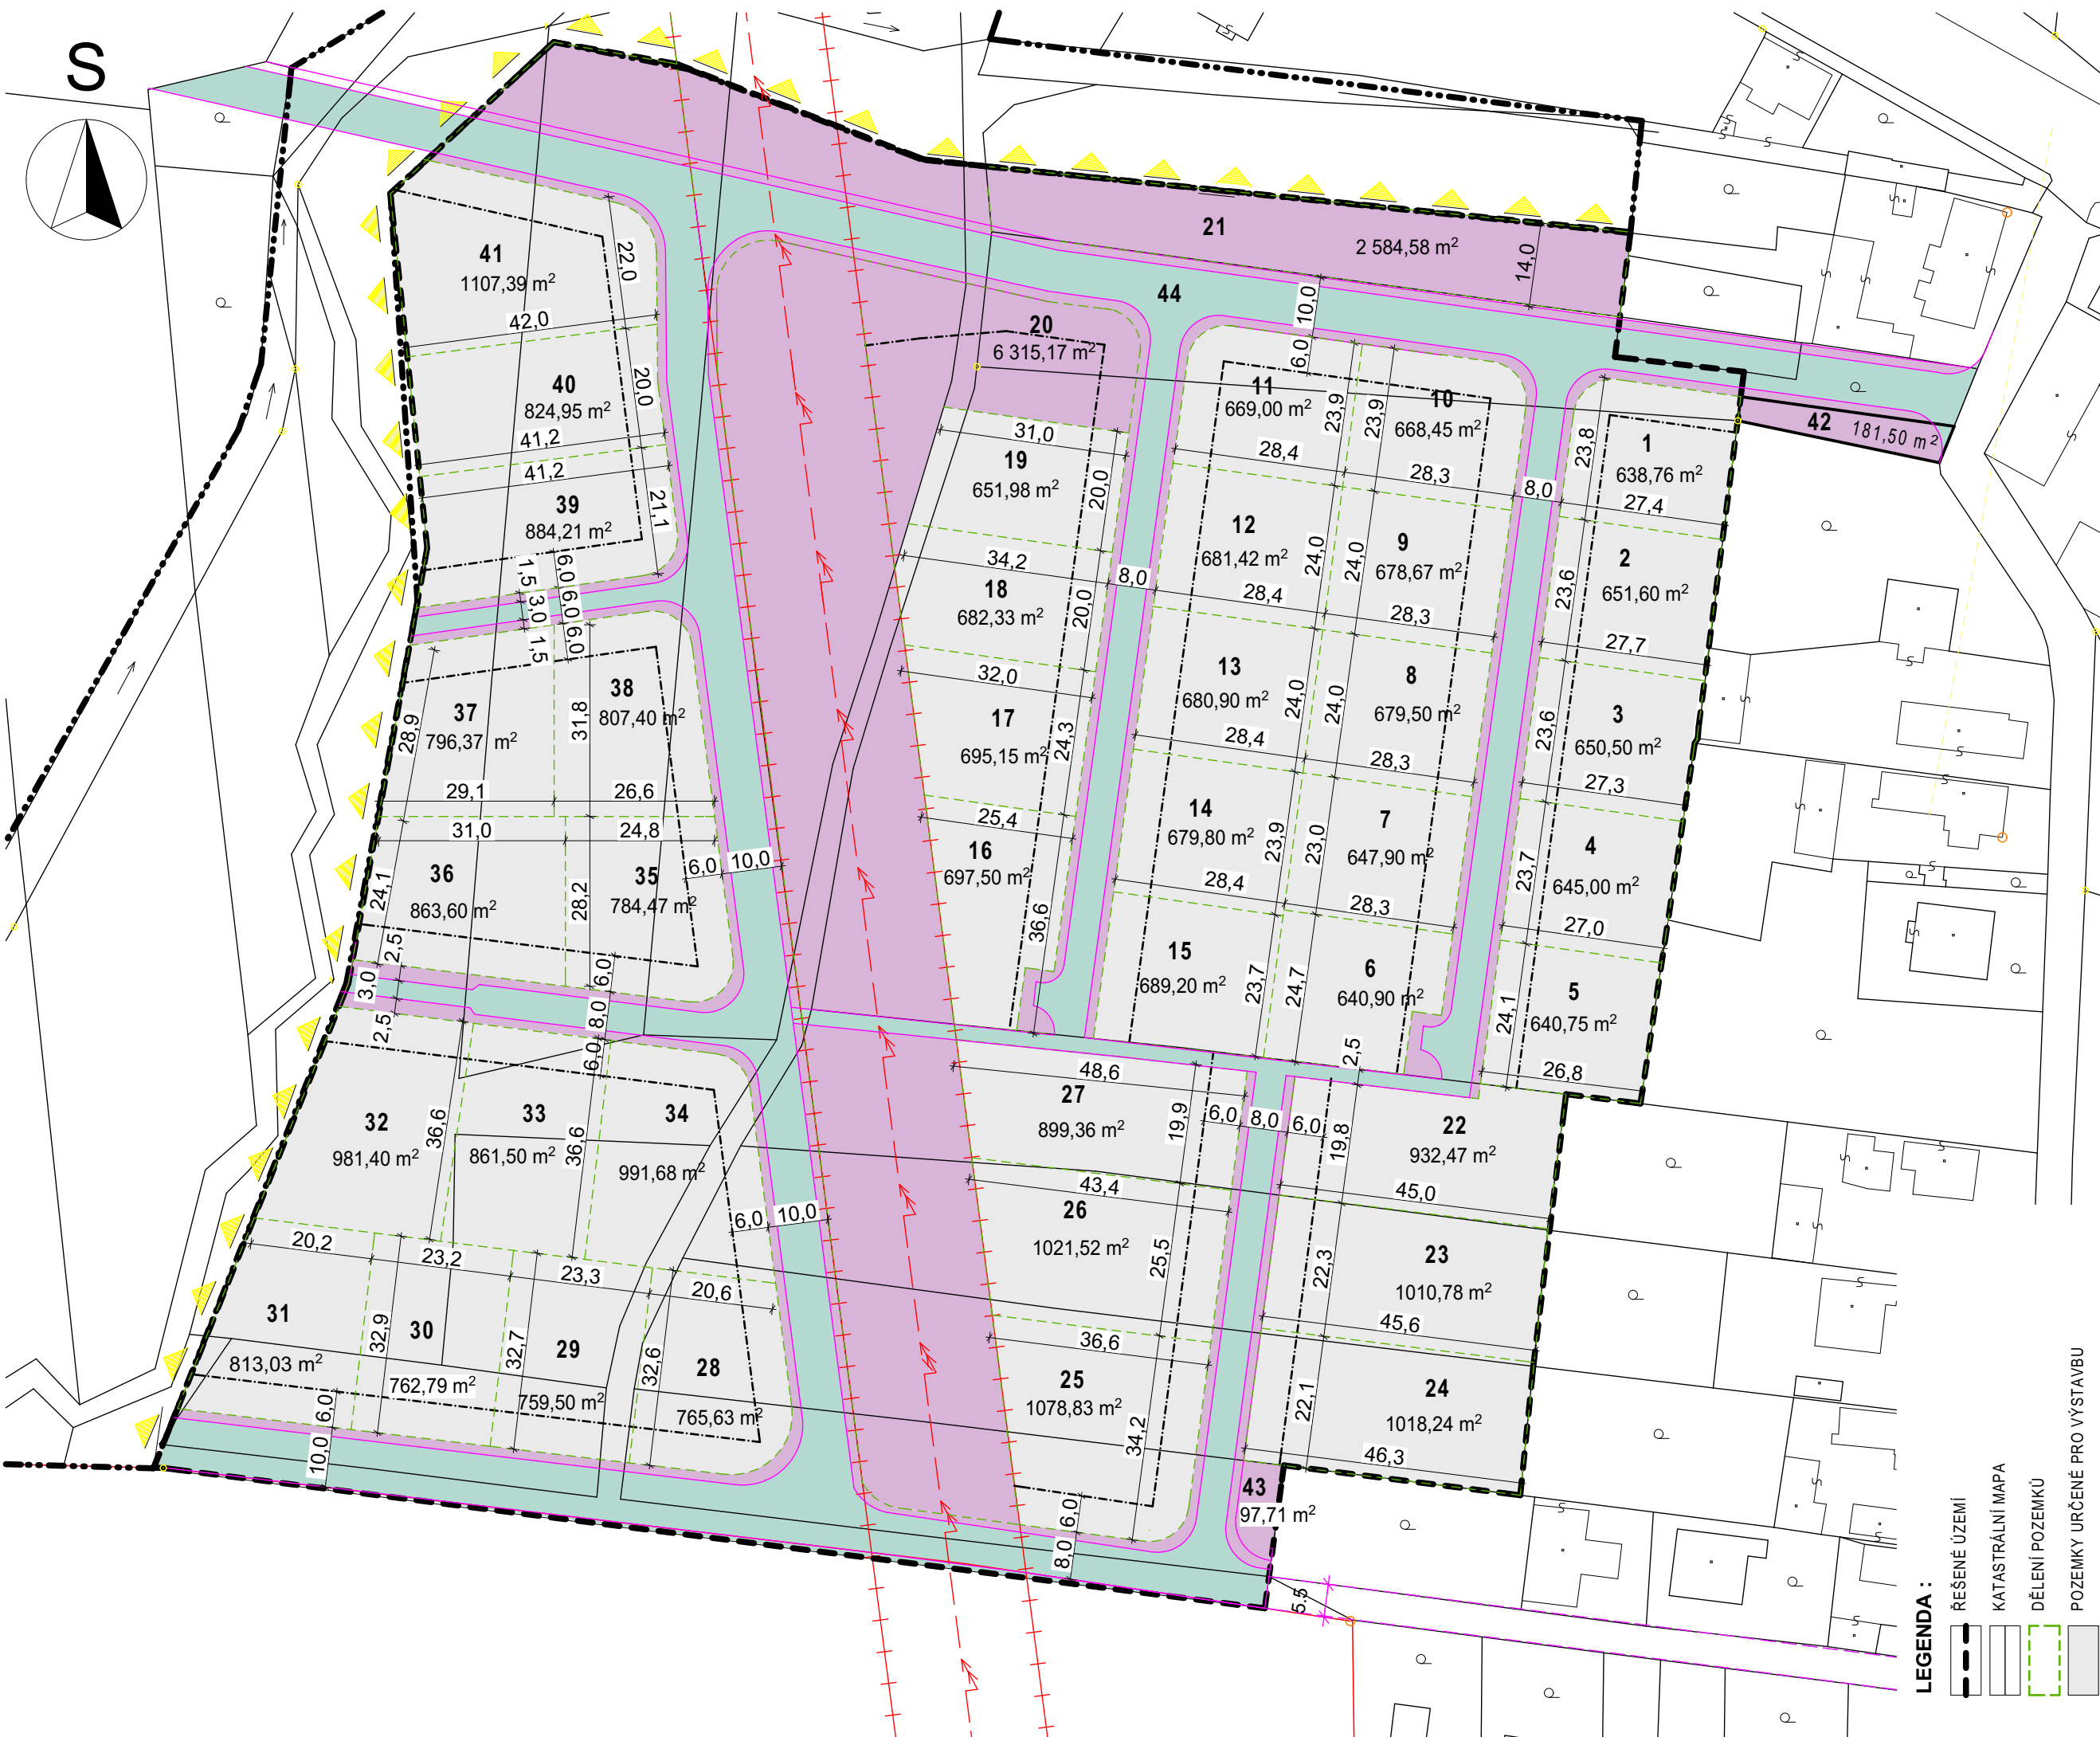 S
41
1107,39 m²
22,0
42,0
40
824,95 m²
20,0
41,2
41,2
39
884,21 m²
21,1
1,5
3,0
1,5
6,0
6,0
6,0
21
2 584,58 m²
14,0
44
10,0
6,0
20
6 315,17 m²
42
181,50 m²
11
669,00 m²
23,9
23,9
10
668,45 m²
28,4
28,3
8,0
23,8
1
638,76 m²
27,4
31,0
19
651,98 m²
20,0
12
681,42 m²
24,0
24,0
9
678,67 m²
28,4
28,3
2
651,60 m²
23,6
27,7
34,2
8,0
18
682,33 m²
20,0
32,0
13
680,90 m²
24,0
24,0
8
679,50 m²
28,4
28,3
3
650,50 m²
23,6
27,3
17
695,15 m²
24,3
25,4
14
679,80 m²
23,9
23,0
7
647,90 m²
28,4
28,3
4
645,00 m²
23,7
27,0
16
697,50 m²
36,6
15
689,20 m²
23,7
24,7
6
640,90 m²
2,5
5
640,75 m²
24,1
26,8
37
796,37 m²
28,9
31,8
38
807,40 m²
29,1
26,6
31,0
24,8
36
863,60 m²
24,1
28,2
35
784,47 m²
6,0
10,0
2,5
3,0
2,5
6,0
8,0
6,0
32
981,40 m²
36,6
33
861,50 m²
36,6
34
991,68 m²
6,0
10,0
20,2
23,2
23,3
20,6
31
813,03 m²
32,9
30
762,79 m²
32,7
29
759,50 m²
32,6
28
765,63 m²
6,0
10,0
48,6
27
899,36 m²
19,9
6,0
8,0
6,0
19,8
22
932,47 m²
43,4
45,0
26
1021,52 m²
25,5
22,3
23
1010,78 m²
36,6
45,6
25
1078,83 m²
34,2
22,1
24
1018,24 m²
46,3
43
97,71 m²
6,0
8,0
5.5
LEGENDA :
ŘEŠENÉ ÚZEMÍ
KATASTRÁLNÍ MAPA
DĚLENÍ POZEMKŮ
POZEMKY URČENÉ PRO VÝSTAVBU